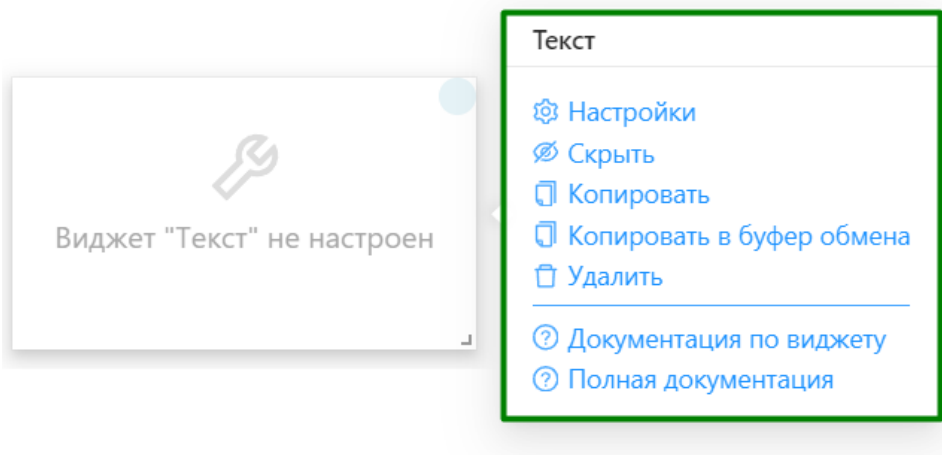 Виджет "Текст" не настроен
Текст
Настройки
Скрыть
Копировать
Копировать в буфер обмена
Удалить
Документация по виджету
Полная документация